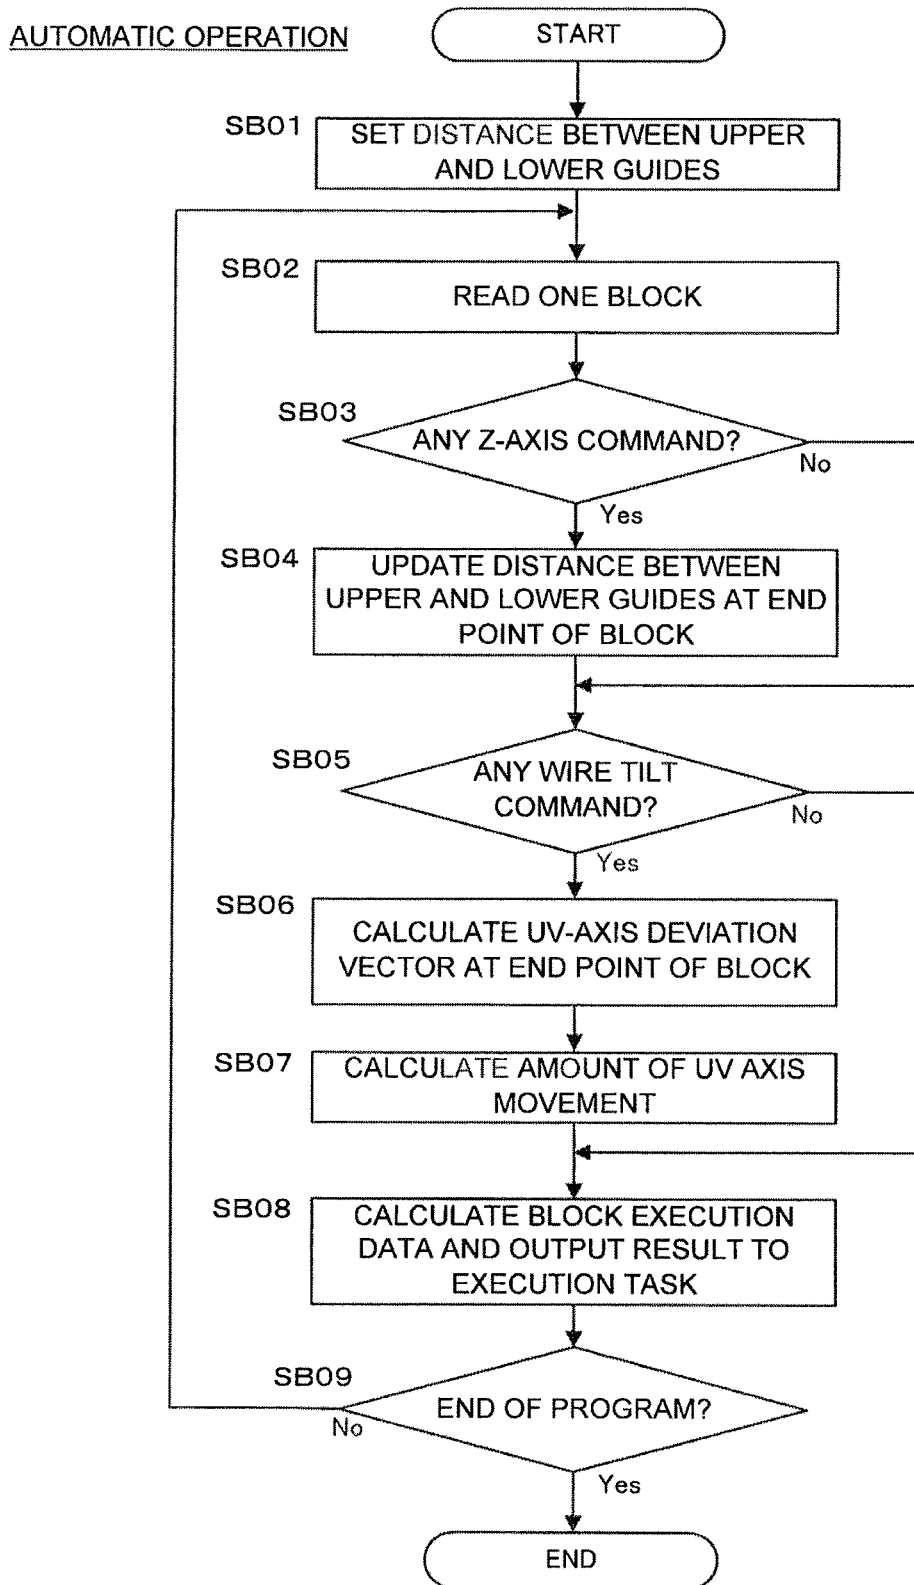 AUTOMATIC OPERATION
START
SB01
SET DISTANCE BETWEEN UPPER
AND LOWER GUIDES
SB02
READ ONE BLOCK
SB03
ANY Z-AXIS COMMAND?
No
Yes
SB04
UPDATE DISTANCE BETWEEN
UPPER AND LOWER GUIDES AT END
POINT OF BLOCK
SB05
ANY WIRE TILT
COMMAND?
No
Yes
SB06
CALCULATE UV-AXIS DEVIATION
VECTOR AT END POINT OF BLOCK
SB07
CALCULATE AMOUNT OF UV AXIS
MOVEMENT
SB08
CALCULATE BLOCK EXECUTION
DATA AND OUTPUT RESULT TO
EXECUTION TASK
SB09
END OF PROGRAM?
No
Yes
END